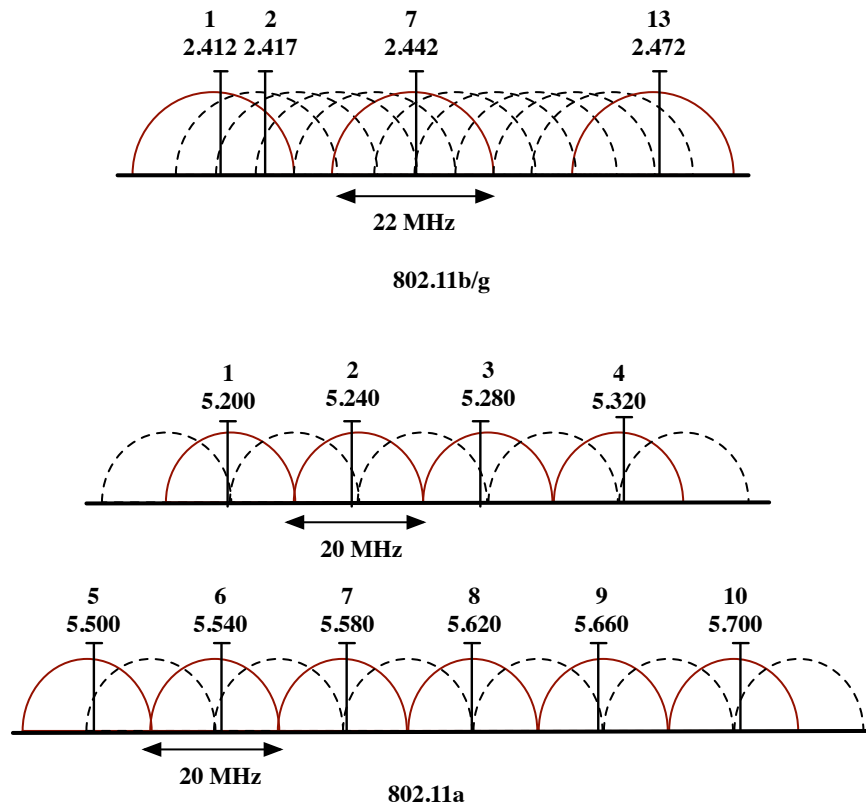 1 2 7 13
2.412 2.417 2.442 2.472
22 MHz
802.11b/g
1 2 3 4
5.200 5.240 5.280 5.320
20 MHz
5 6 7 8 9 10
5.500 5.540 5.580 5.620 5.660 5.700
20 MHz
802.11a